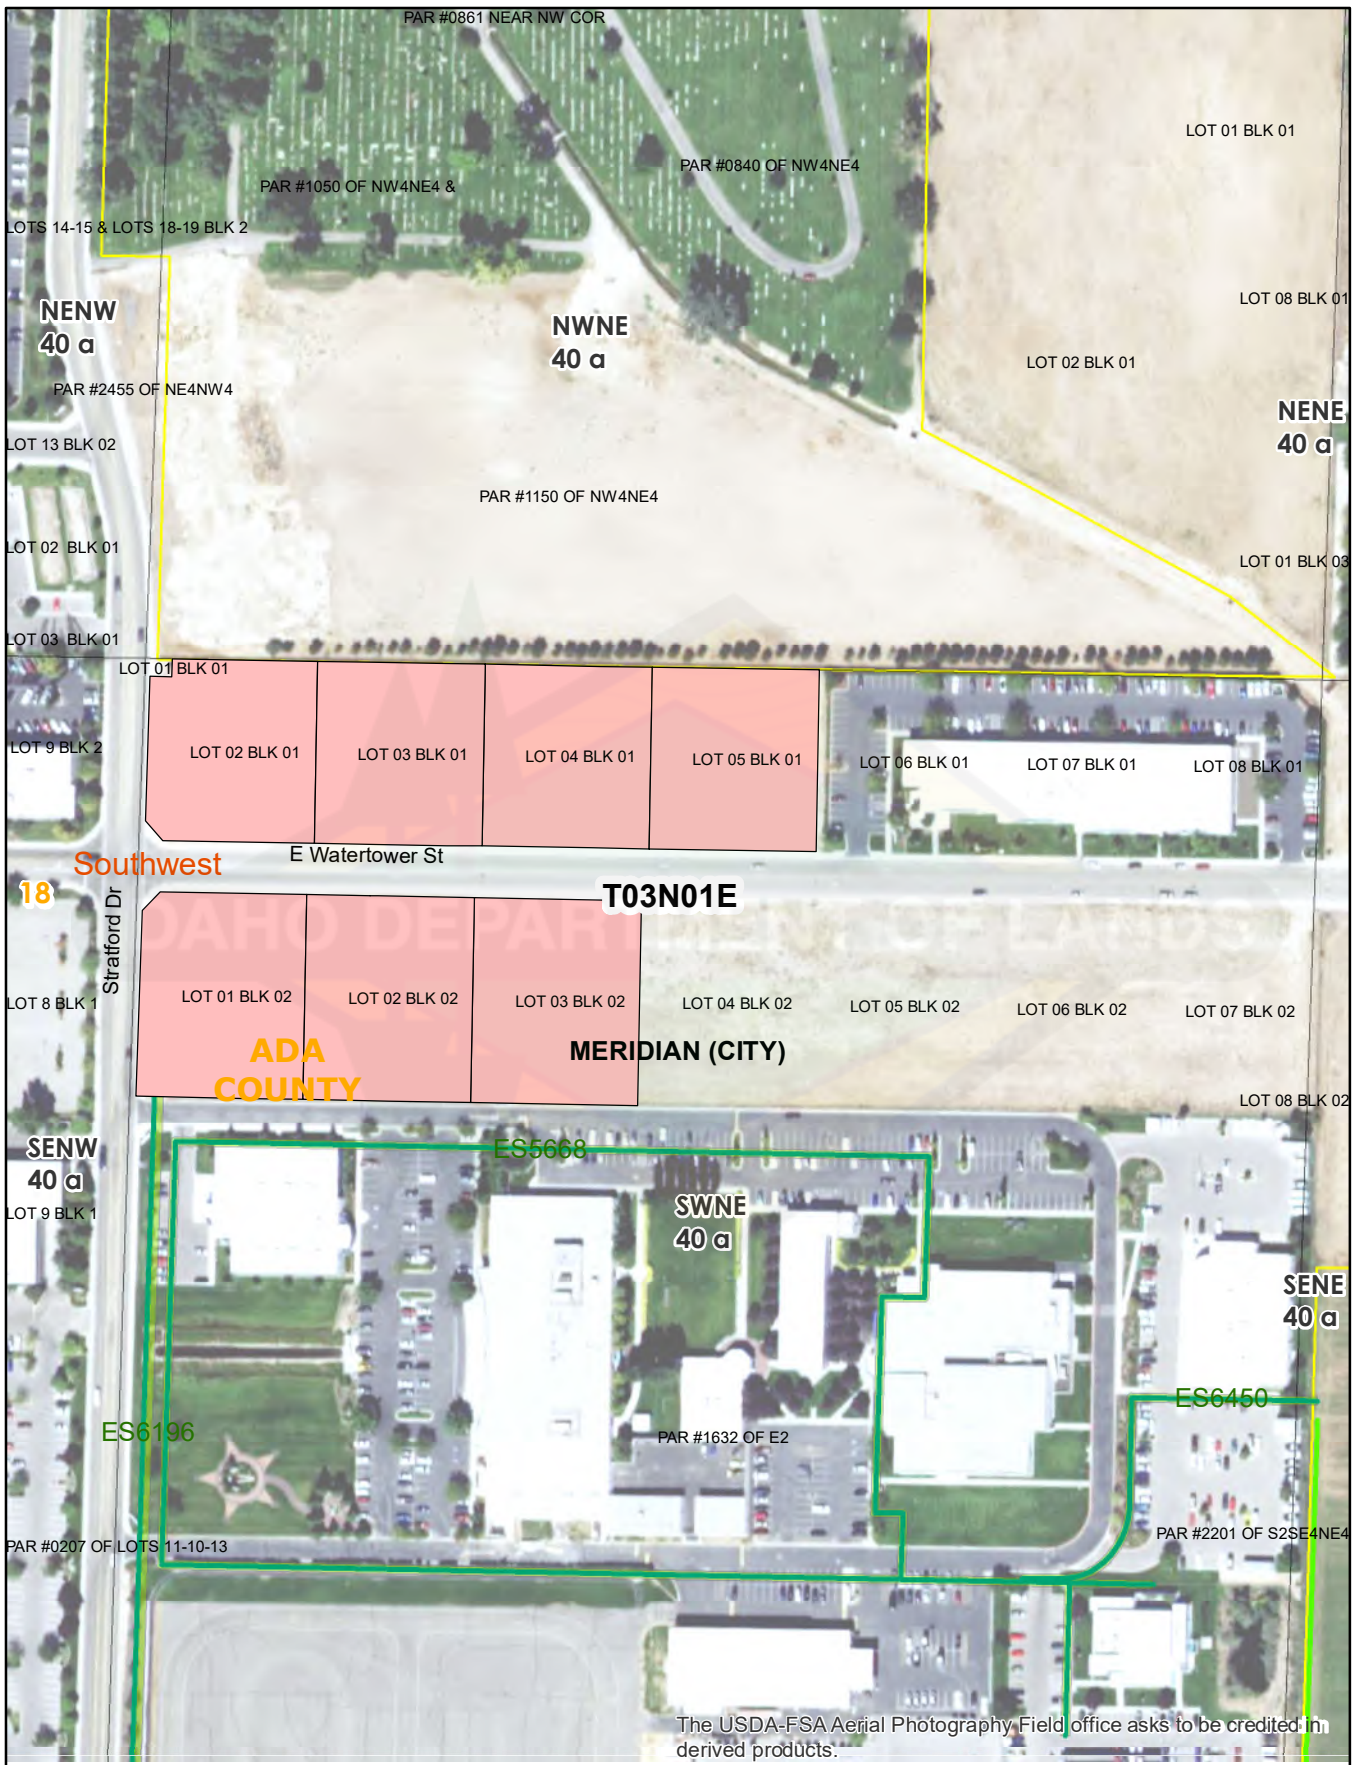 PAR #0861 NEAR NW COR
LOT 01 BLK 01
PAR #0840 OF NW4NE4
PAR #1050 OF NW4NE4 &
LOTS 14-15 & LOTS 18-19 BLK 2
LOT 08 BLK 01
NENW
40 a
NWNE
40 a
LOT 02 BLK 01
PAR #2455 OF NE4NW4
NENE
40 a
LOT 13 BLK 02
PAR #1150 OF NW4NE4
LOT 02 BLK 01
LOT 01 BLK 03
LOT 03 BLK 01
LOT 01 BLK 01
LOT 9 BLK 2
LOT 02 BLK 01
LOT 03 BLK 01
LOT 04 BLK 01
LOT 05 BLK 01
LOT 06 BLK 01
LOT 07 BLK 01
LOT 08 BLK 01
E Watertower St
Southwest
18
T03N01E
Stratford Dr
IDAHO DEPARTMENT OF LANDS
LOT 8 BLK 1
LOT 01 BLK 02
LOT 02 BLK 02
LOT 03 BLK 02
LOT 04 BLK 02
LOT 05 BLK 02
LOT 06 BLK 02
LOT 07 BLK 02
ADA
COUNTY
MERIDIAN (CITY)
LOT 08 BLK 02
SENW
40 a
ES5668
LOT 9 BLK 1
SWNE
40 a
SENE
40 a
ES6450
ES6196
PAR #1632 OF E2
PAR #0207 OF LOTS 11-10-13
PAR #2201 OF S2SE4NE4
The USDA-FSA Aerial Photography Field office asks to be credited in
derived products.